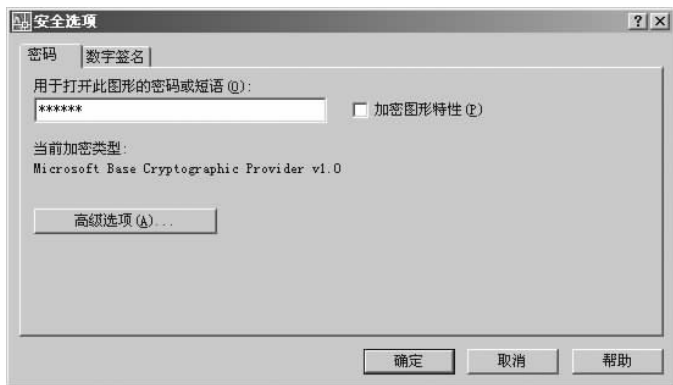 安全选项
密码 数字签名
用于打开此图形的密码或短语(O):
******
加密图形特性(P)
当前加密类型:
Microsoft Base Cryptographic Provider v1.0
高级选项(A)...
确定 取消 帮助